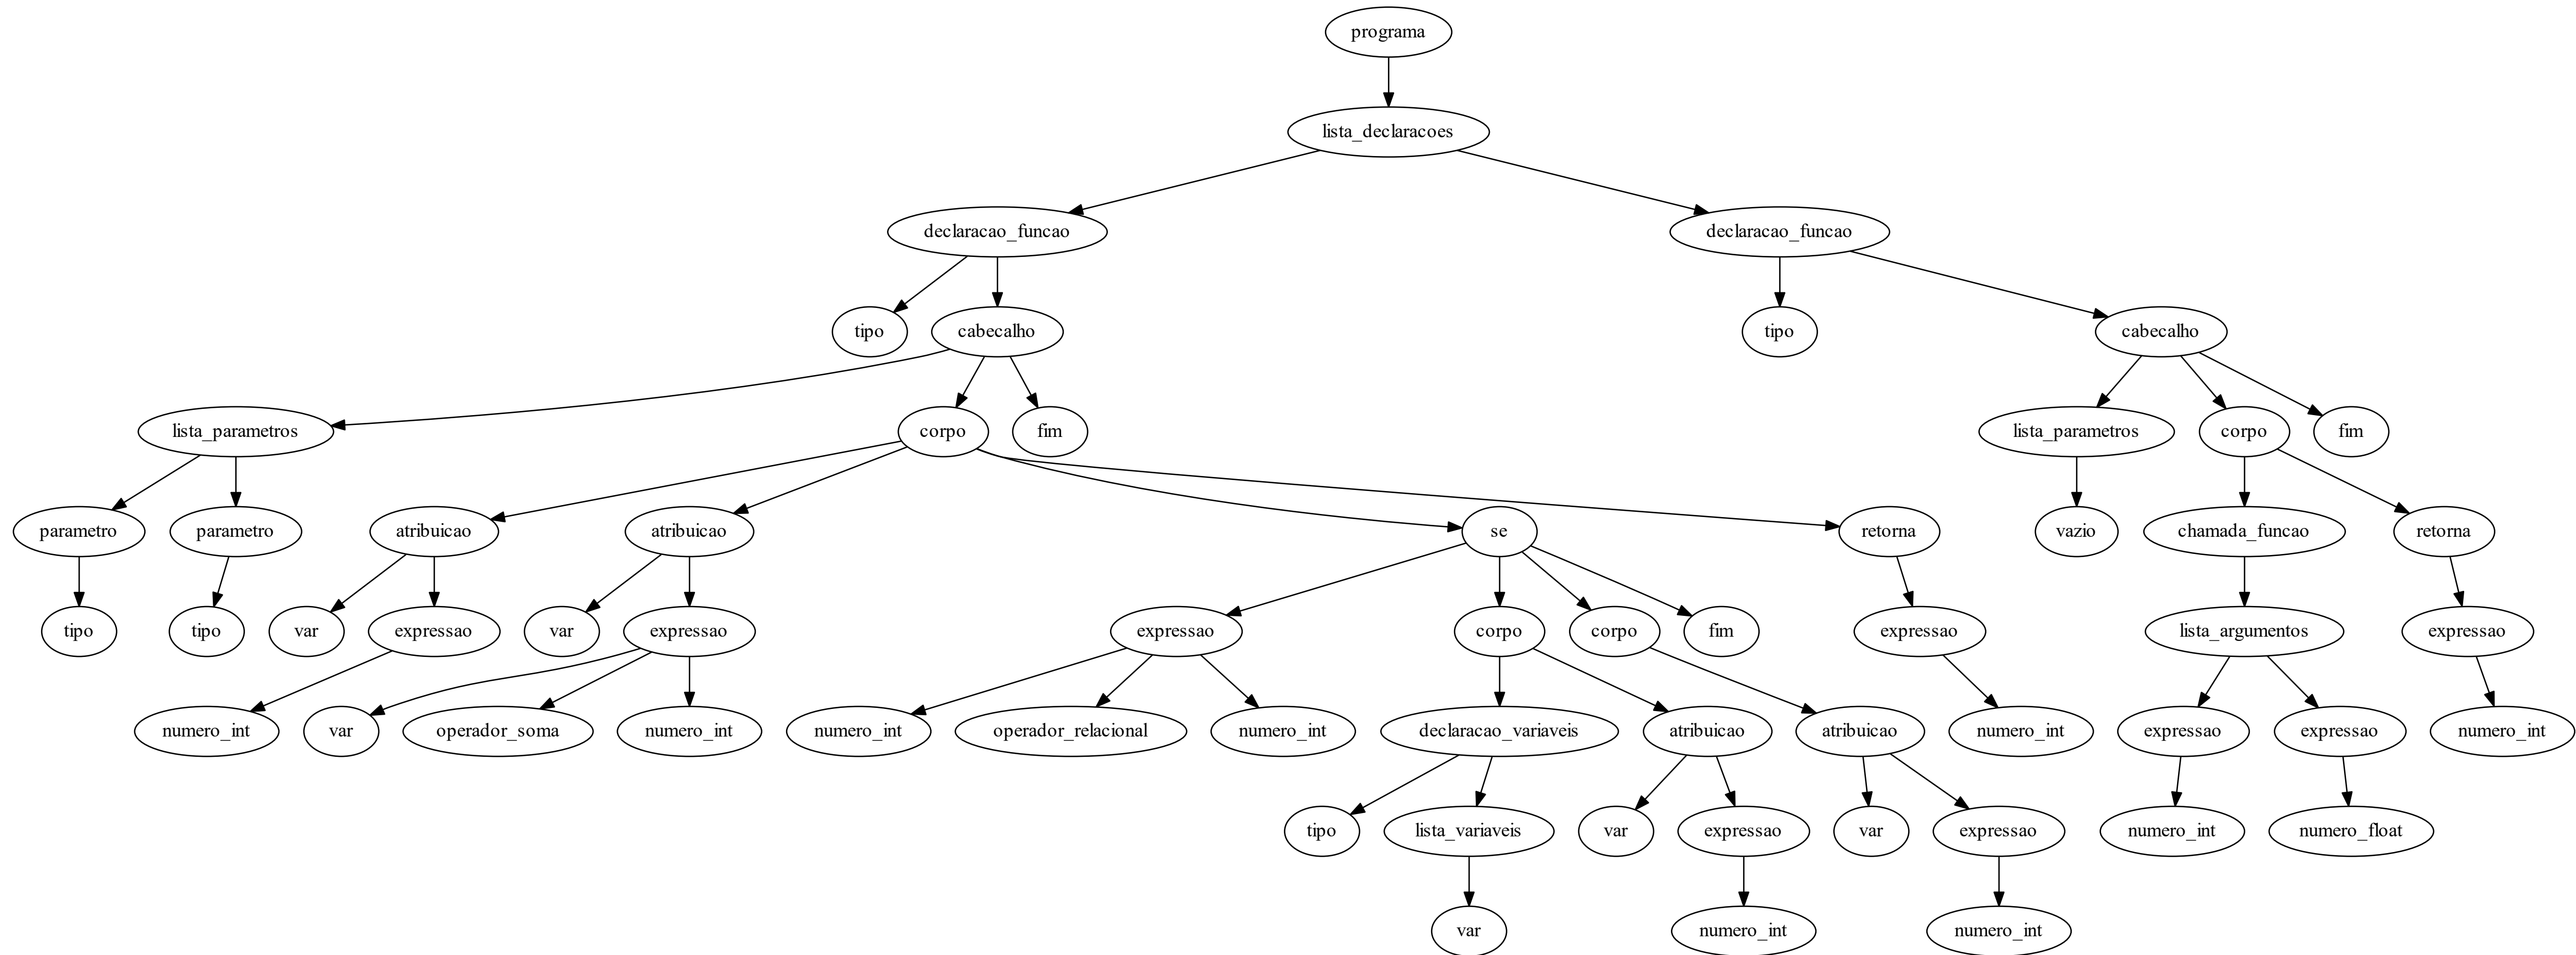 programa
lista_declaracoes
declaracao_funcao declaracao_funcao
tipo cabecalho tipo cabecalho
lista_parametros corpo fim lista_parametros corpo fim
parametro parametro atribuicao atribuicao se retorna vazio chamada_funcao retorna
tipo tipo var expressao var expressao expressao corpo corpo fim expressao lista_argumentos expressao
numero_int var operador_soma numero_int numero_int operador_relacional numero_int declaracao_variaveis atribuicao atribuicao numero_int expressao expressao numero_int
tipo lista_variaveis var expressao var expressao numero_int numero_float
var numero_int numero_int